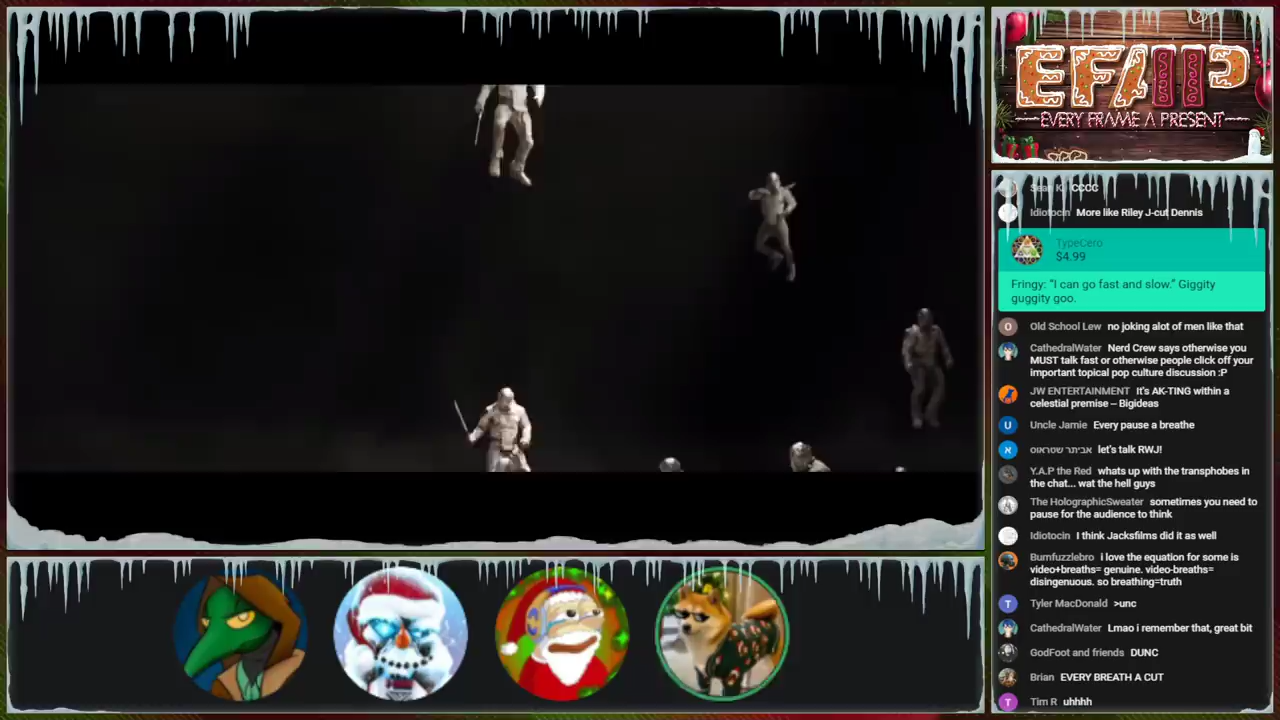 EFAP
EVERY FRAME A PRESENT
CCCC
Idiotocin More like Riley J-cut Dennis
TypeCero
$4.99
Fringy: “I can go fast and slow.” Giggity
guggity goo.
O
Old School Lew no joking alot of men like that
CathedralWater Nerd Crew says otherwise you
MUST talk fast or otherwise people click off your
important topical pop culture discussion :P
JW ENTERTAINMENT It's AK-TING within a
celestial premise – Bigideas
U
Uncle Jamie Every pause a breathe
א
אביתר שטראוס let's talk RWJ!
Y.A.P the Red whats up with the transphobes in
the chat... wat the hell guys
The HolographicSweater sometimes you need to
pause for the audience to think
Idiotocin I think Jacksfilms did it as well
Bumfuzzlebro i love the equation for some is
video+breaths= genuine. video-breaths=
disingenuous. so breathing=truth
T
Tyler MacDonald >unc
CathedralWater Lmao i remember that, great bit
GodFoot and friends DUNC
Brian EVERY BREATH A CUT
T
Tim R uhhhh